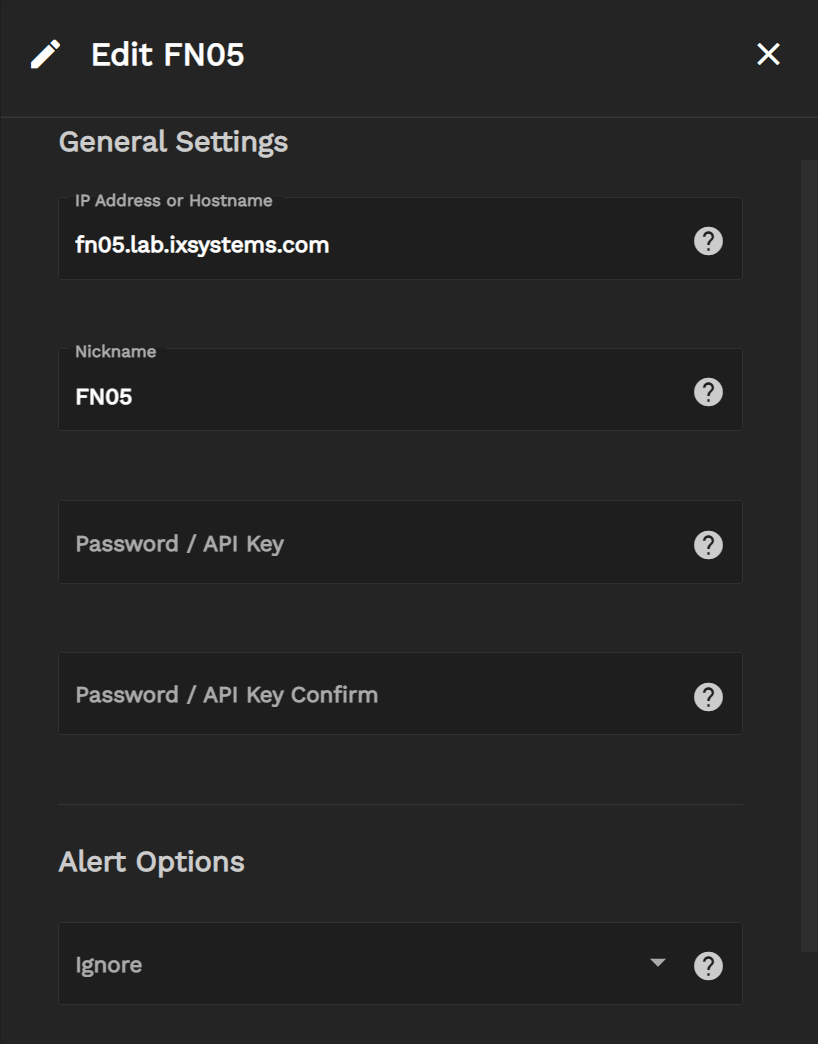 Edit FN05
General Settings
IP Address or Hostname
fn05.lab.ixsystems.com
Nickname
FN05
Password / API Key
Password / API Key Confirm
Alert Options
Ignore